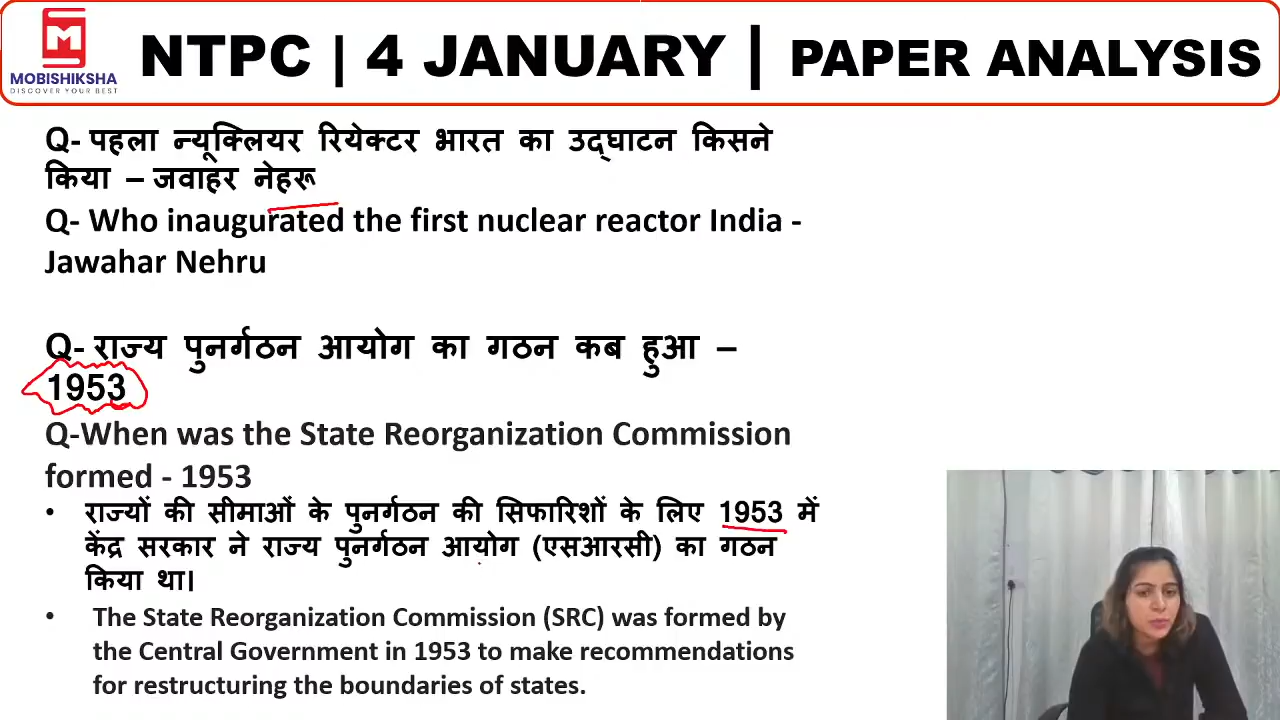 MOBISHIKSHA
DISCOVER YOUR BEST
NTPC | 4 JANUARY | PAPER ANALYSIS
Q- पहला न्यूक्लियर रियेक्टर भारत का उद्घाटन किसने
किया – जवाहर नेहरू
Q- Who inaugurated the first nuclear reactor India -
Jawahar Nehru
Q- राज्य पुनर्गठन आयोग का गठन कब हुआ –
1953
Q-When was the State Reorganization Commission
formed - 1953
• राज्यों की सीमाओं के पुनर्गठन की सिफारिशों के लिए 1953 में
केंद्र सरकार ने राज्य पुनर्गठन आयोग (एसआरसी) का गठन
किया था।
• The State Reorganization Commission (SRC) was formed by
the Central Government in 1953 to make recommendations
for restructuring the boundaries of states.